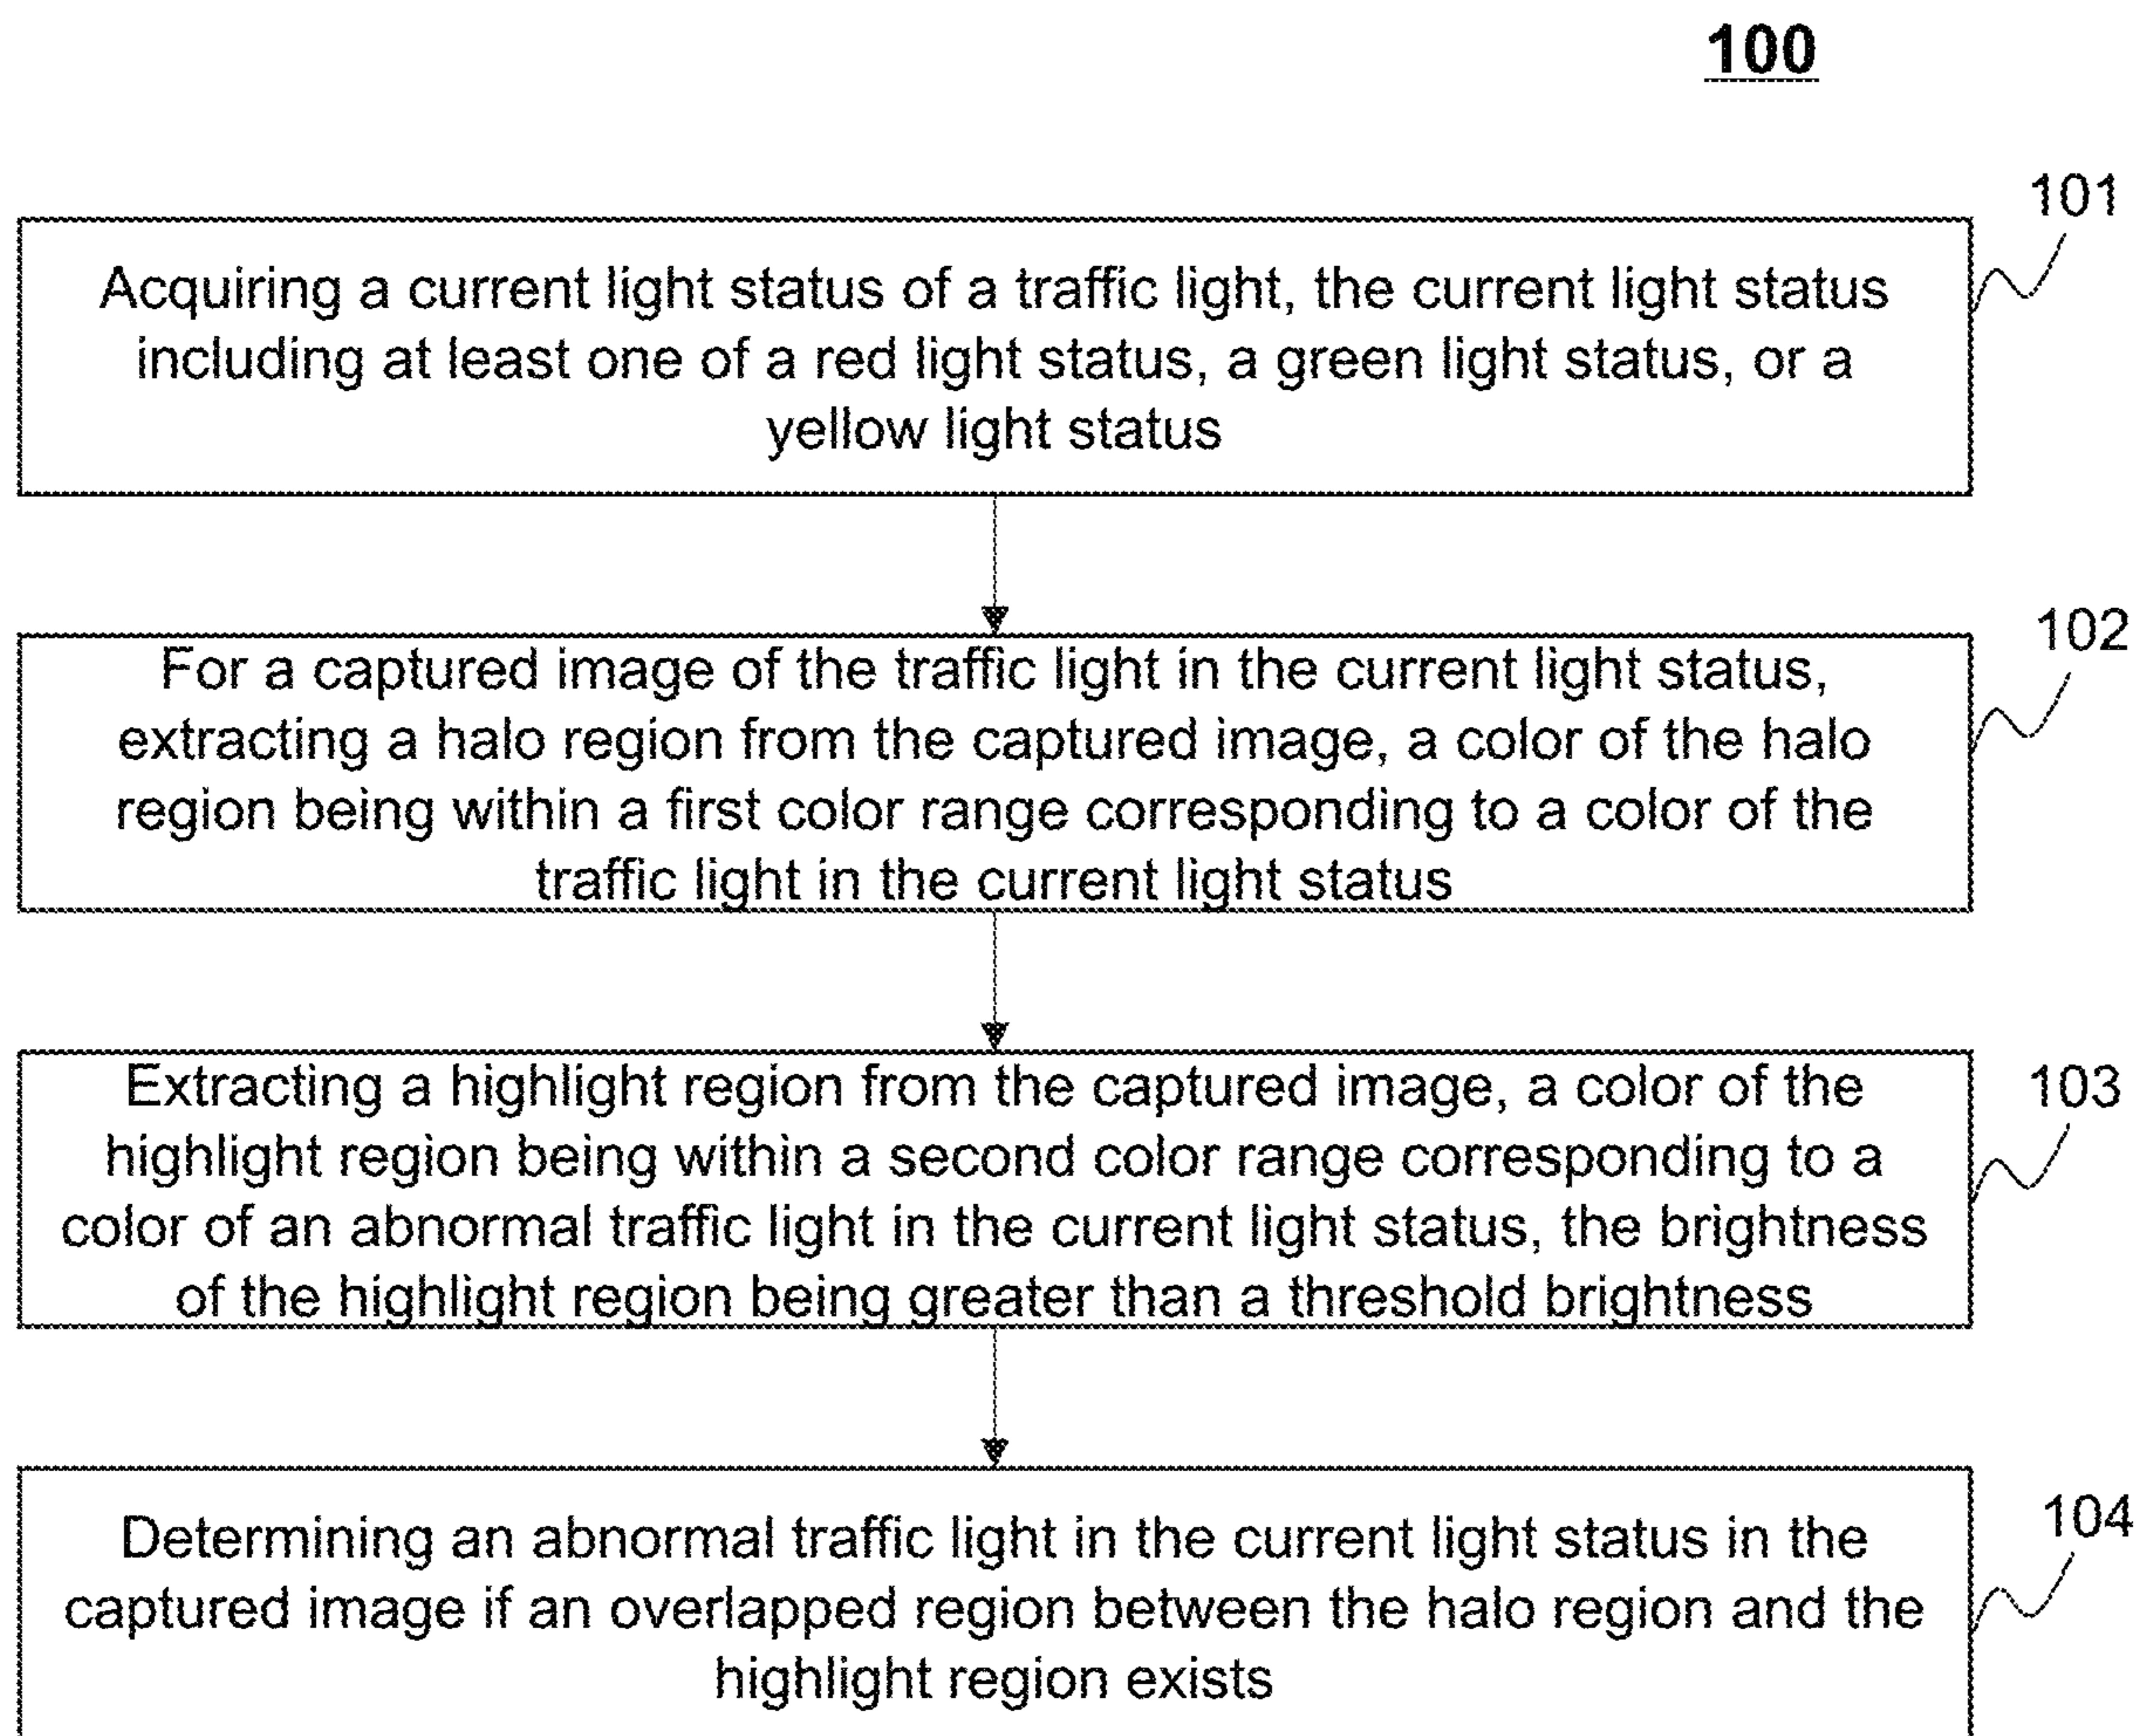 100
101
Acquiring a current light status of a traffic light, the current light status
including at least one of a red light status, a green light status, or a
yellow light status
102
For a captured image of the traffic light in the current light status,
extracting a halo region from the captured image, a color of the halo
region being within a first color range corresponding to a color of the
traffic light in the current light status
103
Extracting a highlight region from the captured image, a color of the
highlight region being within a second color range corresponding to a
color of an abnormal traffic light in the current light status, the brightness
of the highlight region being greater than a threshold brightness
104
Determining an abnormal traffic light in the current light status in the
captured image if an overlapped region between the halo region and the
highlight region exists